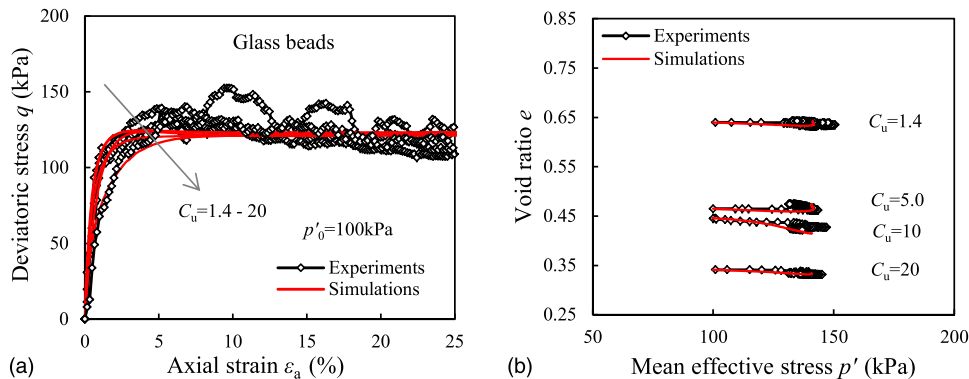 200
150
100
50
0
Deviatoric stress q (kPa)
Glass beads
Cu=1.4 - 20
p′0=100kPa
Experiments
Simulations
0 5 10 15 20 25
(a) Axial strain εa (%)
0.85
0.75
0.65
0.55
0.45
0.35
0.25
Void ratio e
Experiments
Simulations
Cu=1.4
Cu=5.0
Cu=10
Cu=20
50 100 150 200
(b) Mean effective stress p′ (kPa)